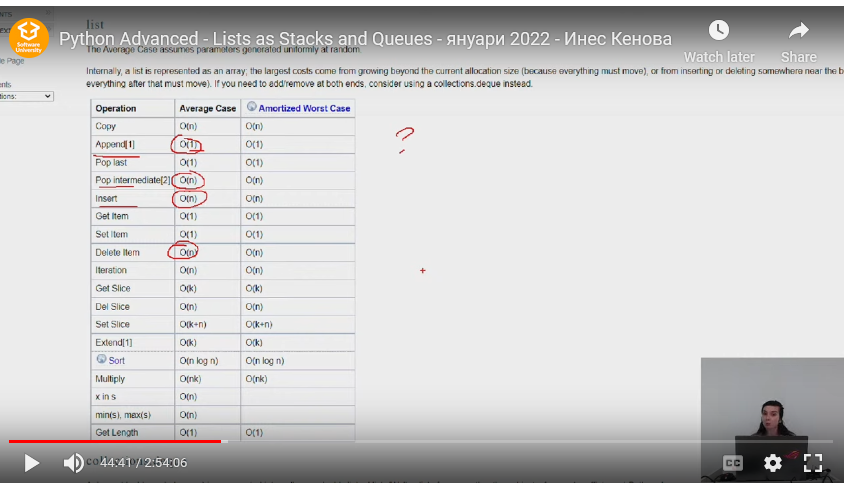 list
Software University
Python Advanced - Lists as Stacks and Queues - януари 2022 - Инес Кенова
Watch later
Share
The Average Case assumes parameters generated uniformly at random.
Internally, a list is represented as an array; the largest costs come from growing beyond the current allocation size (because everything must move), or from inserting or deleting somewhere near the
everything after that must move). If you need to add/remove at both ends, consider using a collections.deque instead.
Operation Average Case Amortized Worst Case
Copy O(n) O(n)
Append[1] O(1) O(1)
Pop last O(1) O(1)
Pop intermediate[2] O(n) O(n)
Insert O(n) O(n)
Get Item O(1) O(1)
Set Item O(1) O(1)
Delete Item O(n) O(n)
Iteration O(n) O(n)
Get Slice O(k) O(k)
Del Slice O(n) O(n)
Set Slice O(k+n) O(k+n)
Extend[1] O(k) O(k)
Sort O(n log n) O(n log n)
Multiply O(nk) O(nk)
x in s O(n)
min(s), max(s) O(n)
Get Length O(1) O(1)
?
44:41 / 2:54:06
CC